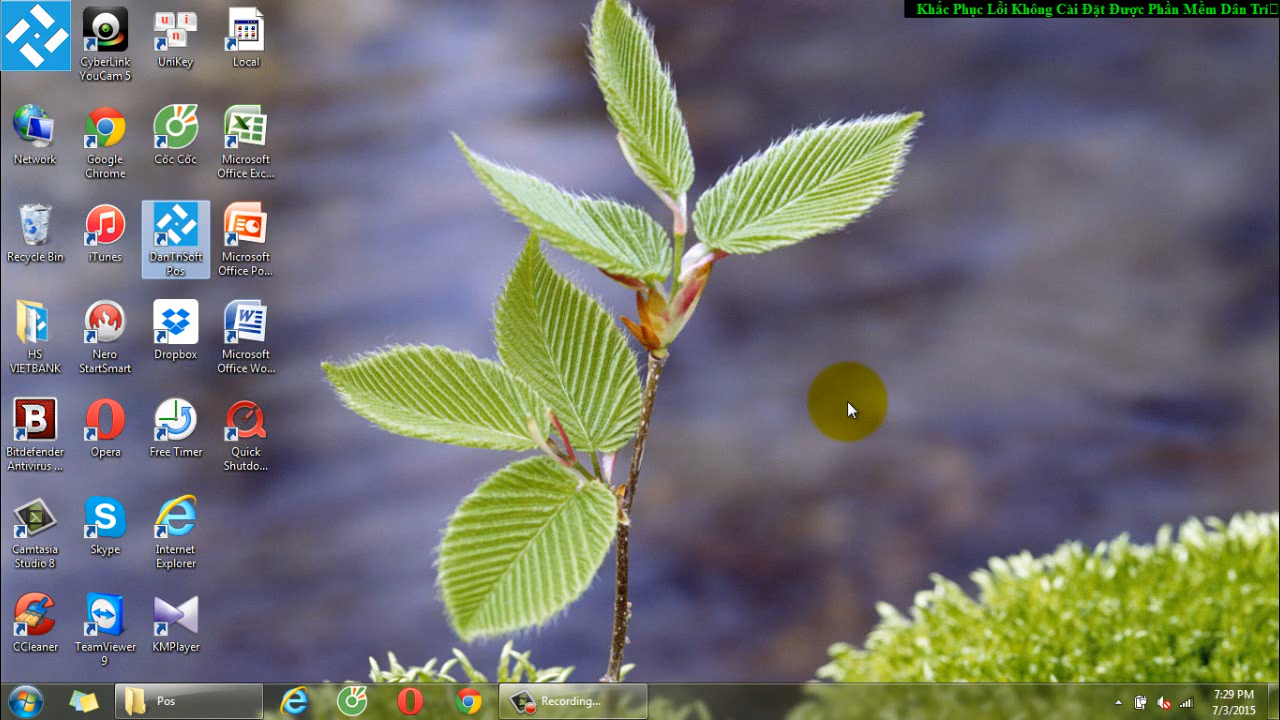 Khắc Phục Lỗi Không Cài Đặt Được Phần Mềm Dân Trí
CyberLink
YouCam 5
u i
n
UniKey
Local
Network
Google
Chrome
Cốc Cốc
Microsoft
Office Exc...
Recycle Bin
iTunes
DanTriSoft
Pos
Microsoft
Office Po...
HS
VIETBANK
Nero
StartSmart
Dropbox
Microsoft
Office Wo...
B
Bitdefender
Antivirus ...
Opera
Free Timer
Quick
Shutdo...
Camtasia
Studio 8
S
Skype
Internet
Explorer
CCleaner
TeamViewer
9
KMPlayer
Pos
Recording...
7:29 PM
7/3/2015